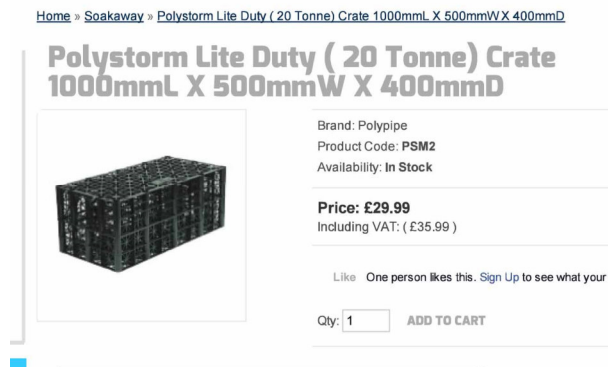 Home » Soakaway » Polystorm Lite Duty ( 20 Tonne) Crate 1000mmL X 500mmW X 400mmD
Polystorm Lite Duty ( 20 Tonne) Crate
1000mmL X 500mmW X 400mmD
Brand: Polypipe
Product Code: PSM2
Availability: In Stock
Price: £29.99
Including VAT: ( £35.99 )
Like One person likes this. Sign Up to see what your
Qty: 1 ADD TO CART